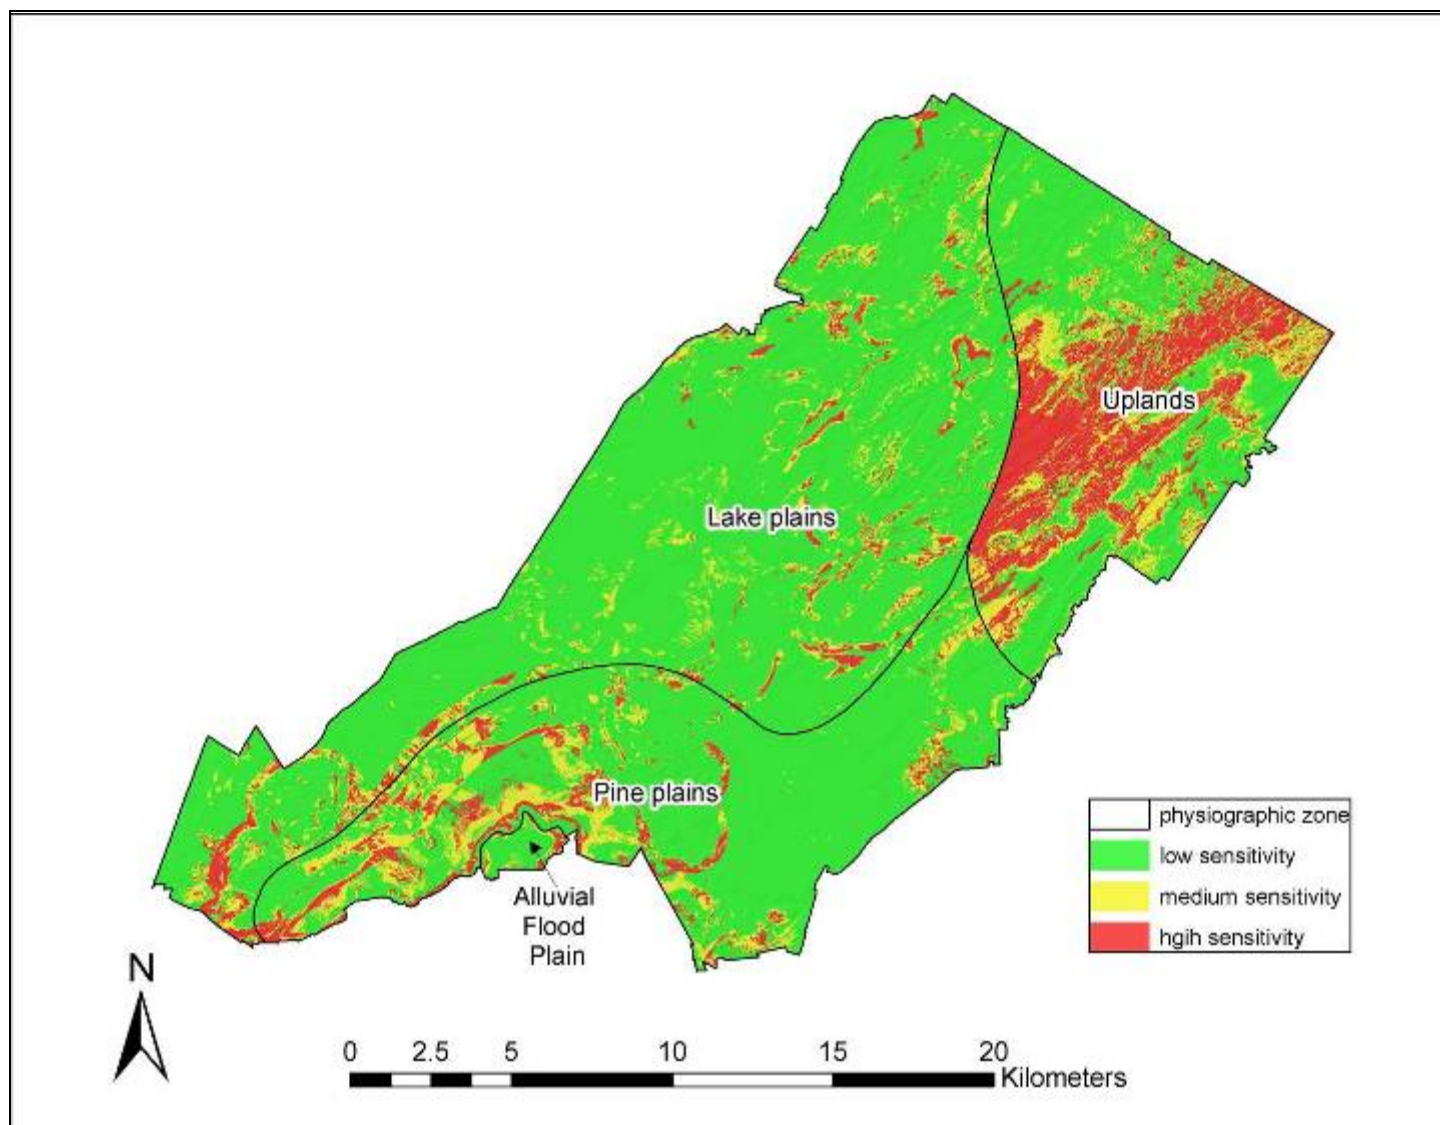 Uplands
Lake plains
Pine plains
Alluvial
Flood
Plain
physiographic zone
low sensitivity
medium sensitivity
hgih sensitivity
N
0 2.5 5 10 15 20
Kilometers